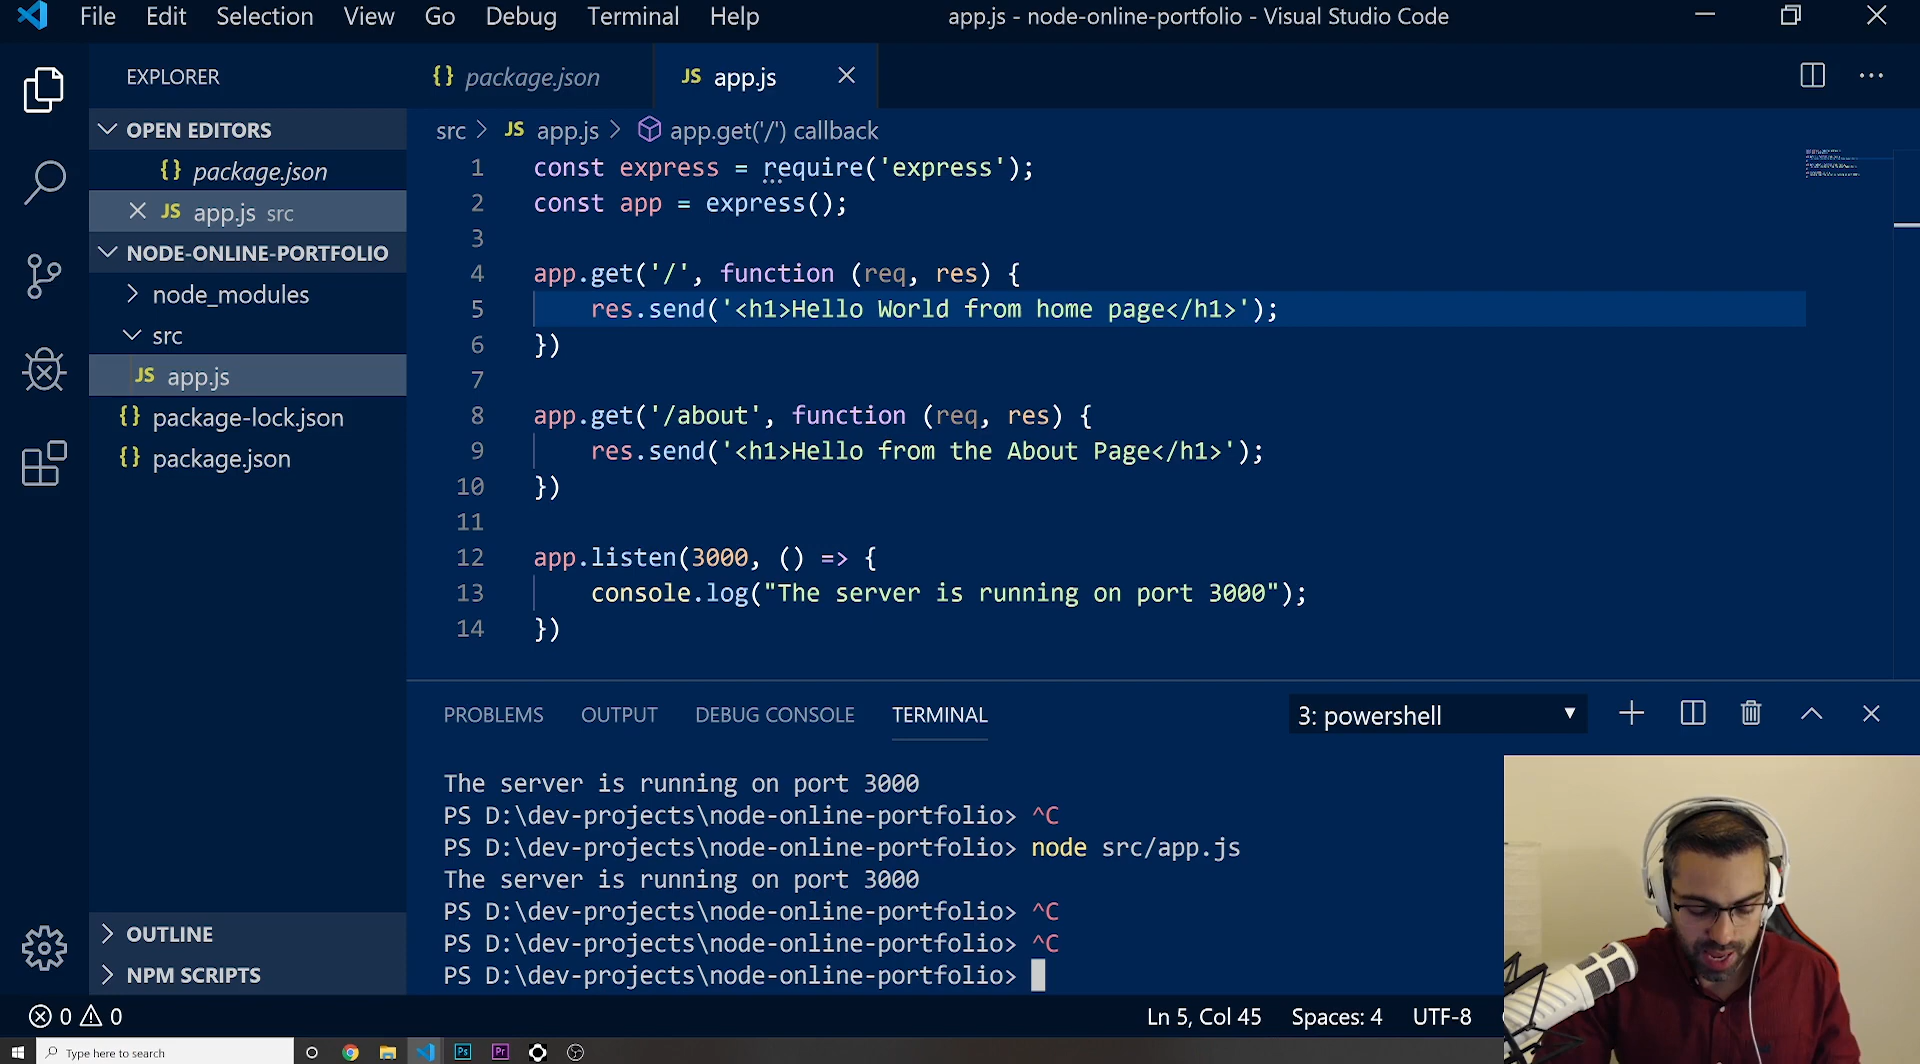 File Edit Selection View Go Debug Terminal Help
app.js - node-online-portfolio - Visual Studio Code
EXPLORER
OPEN EDITORS
{} package.json
JS app.js src
NODE-ONLINE-PORTFOLIO
node_modules
src
JS app.js
{} package-lock.json
{} package.json
OUTLINE
NPM SCRIPTS
{} package.json
JS app.js
src > JS app.js > app.get('/') callback
1 const express = require('express');
2 const app = express();
3
4 app.get('/', function (req, res) {
5 res.send('<h1>Hello World from home page</h1>');
6 })
7
8 app.get('/about', function (req, res) {
9 res.send('<h1>Hello from the About Page</h1>');
10 })
11
12 app.listen(3000, () => {
13 console.log("The server is running on port 3000");
14 })
PROBLEMS OUTPUT DEBUG CONSOLE TERMINAL
3: powershell
The server is running on port 3000
PS D:\dev-projects\node-online-portfolio> ^C
PS D:\dev-projects\node-online-portfolio> node src/app.js
The server is running on port 3000
PS D:\dev-projects\node-online-portfolio> ^C
PS D:\dev-projects\node-online-portfolio> ^C
PS D:\dev-projects\node-online-portfolio>
0 0
Ln 5, Col 45 Spaces: 4 UTF-8
Type here to search
Ps Pr